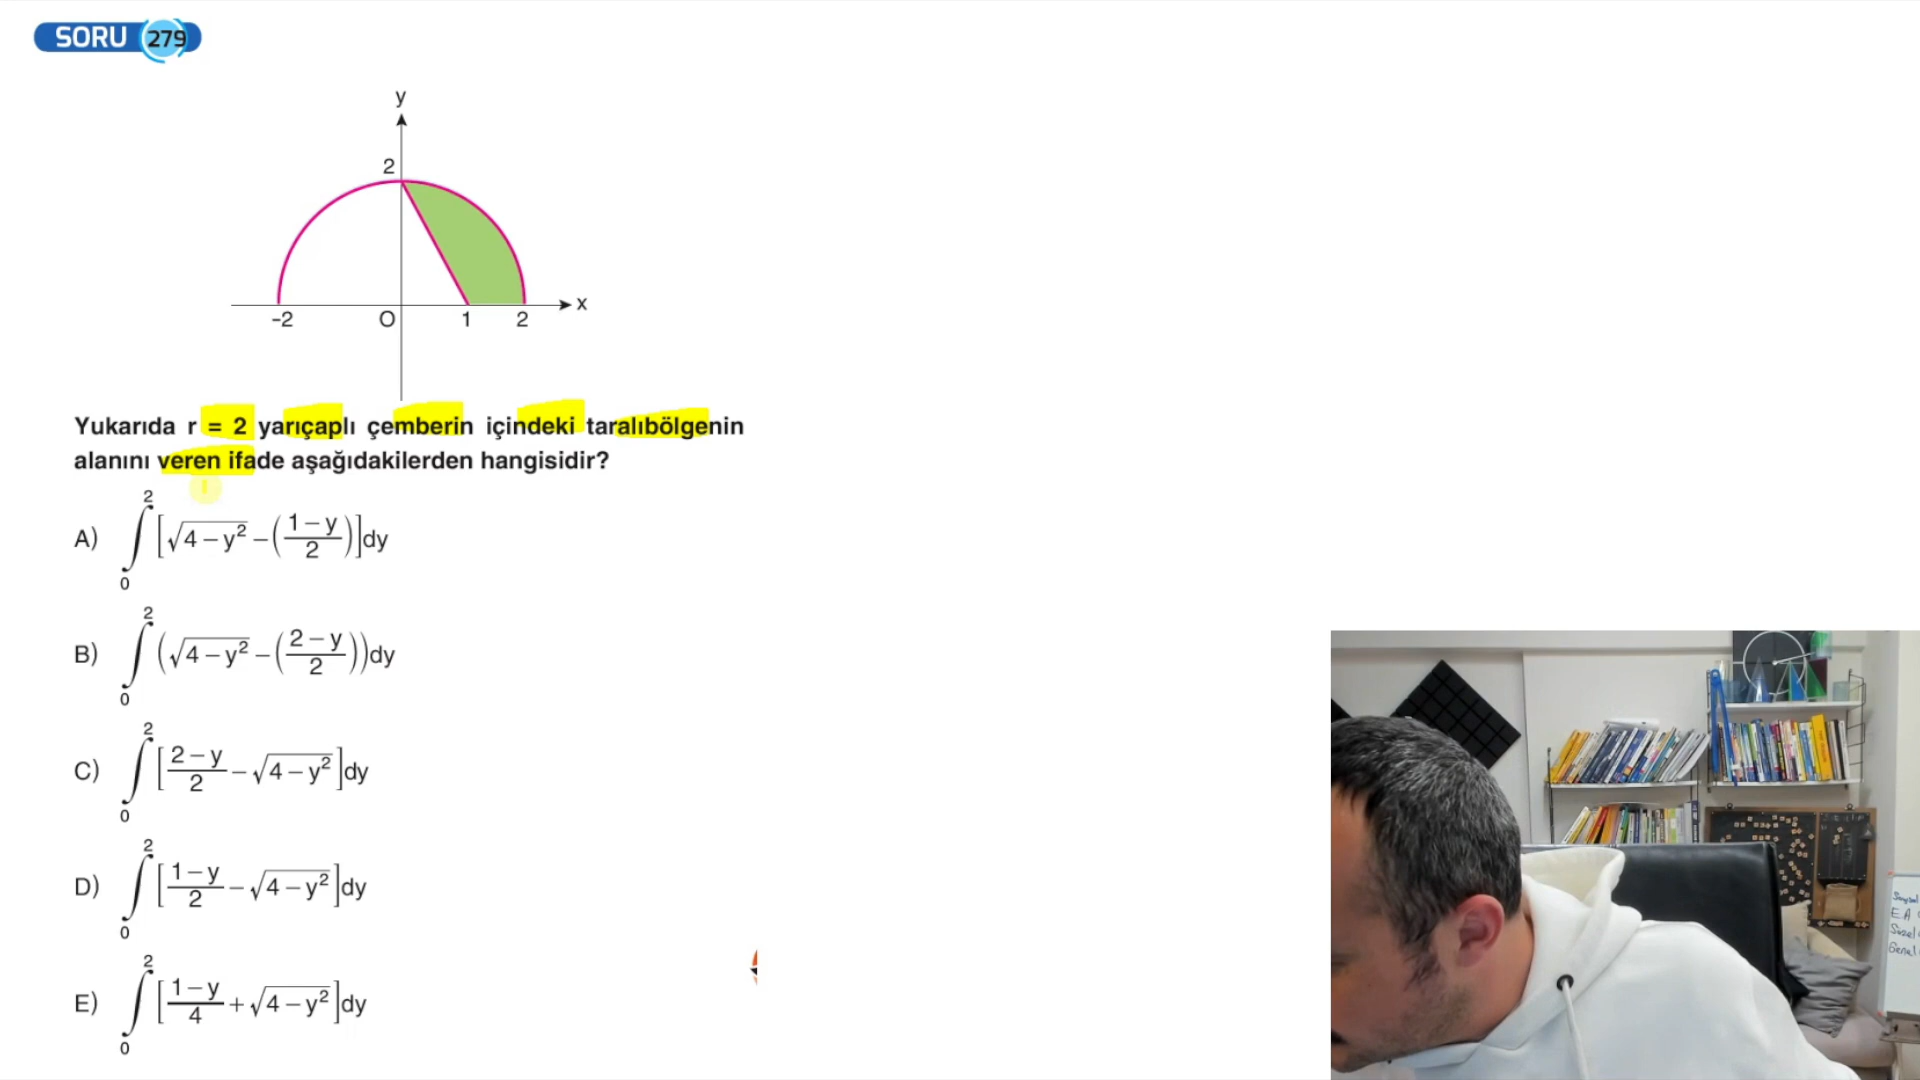 SORU 279
y
2
-2 O 1 2 x
Yukarıda r = 2 yarıçaplı çemberin içindeki taralıbölgenin
alanını veren ifade aşağıdakilerden hangisidir?
A) ∫₀² [√(4 – y²) – ((1 – y)/2)]dy
B) ∫₀² (√(4 – y²) – ((2 – y)/2))dy
C) ∫₀² [(2 – y)/2 – √(4 – y²)]dy
D) ∫₀² [(1 – y)/2 – √(4 – y²)]dy
E) ∫₀² [(1 – y)/4 + √(4 – y²)]dy
EA